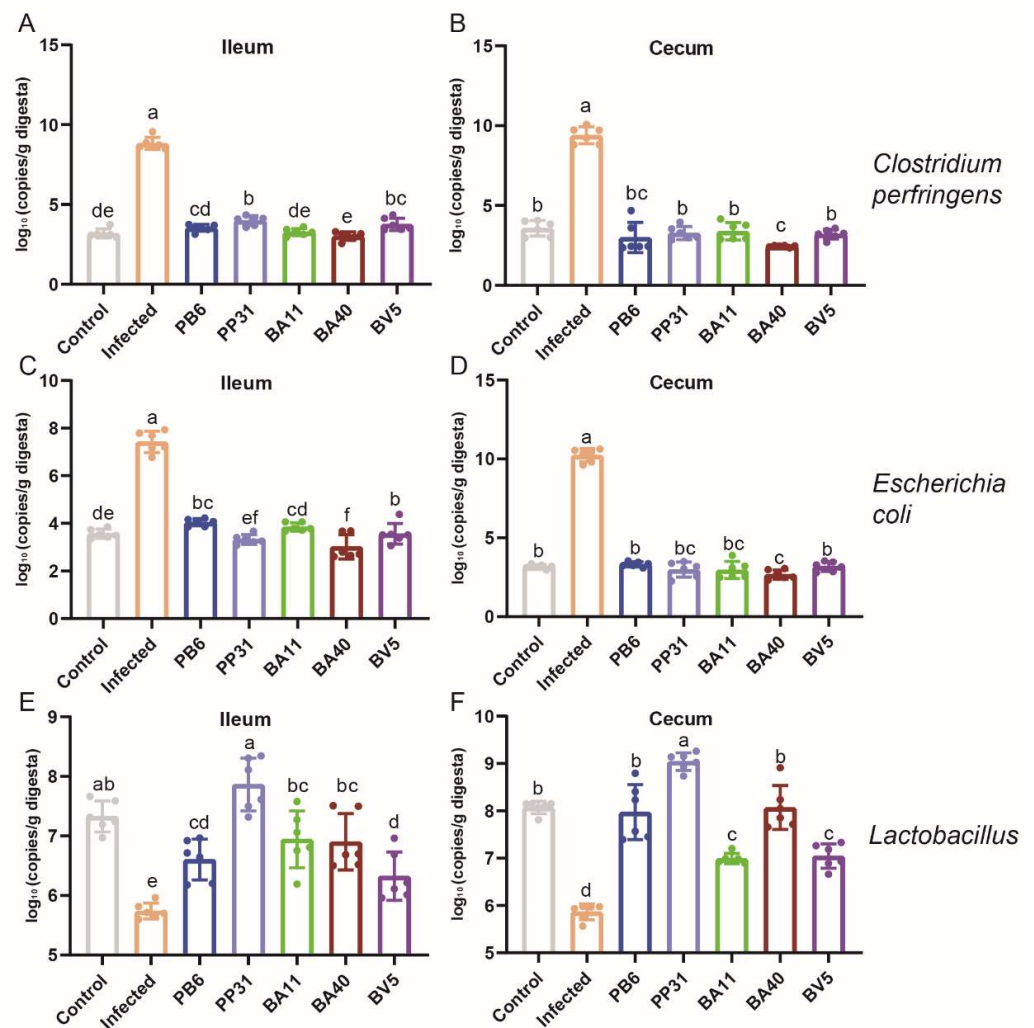 A
Ileum
log₁₀ (copies/g digesta)
15
10
5
0
de
a
cd
b
de
e
bc
Control
Infected
PB6
PP31
BA11
BA40
BV5
B
Cecum
log₁₀ (copies/g digesta)
15
10
5
0
b
a
bc
b
b
c
b
Control
Infected
PB6
PP31
BA11
BA40
BV5
Clostridium
perfringens
C
Ileum
log₁₀ (copies/g digesta)
10
8
6
4
2
0
de
a
bc
ef
cd
f
b
Control
Infected
PB6
PP31
BA11
BA40
BV5
D
Cecum
log₁₀ (copies/g digesta)
15
10
5
0
b
a
b
bc
bc
c
b
Control
Infected
PB6
PP31
BA11
BA40
BV5
Escherichia
coli
E
Ileum
log₁₀ (copies/g digesta)
9
8
7
6
5
ab
e
cd
a
bc
bc
d
Control
Infected
PB6
PP31
BA11
BA40
BV5
F
Cecum
log₁₀ (copies/g digesta)
10
9
8
7
6
5
b
d
b
a
c
b
c
Control
Infected
PB6
PP31
BA11
BA40
BV5
Lactobacillus